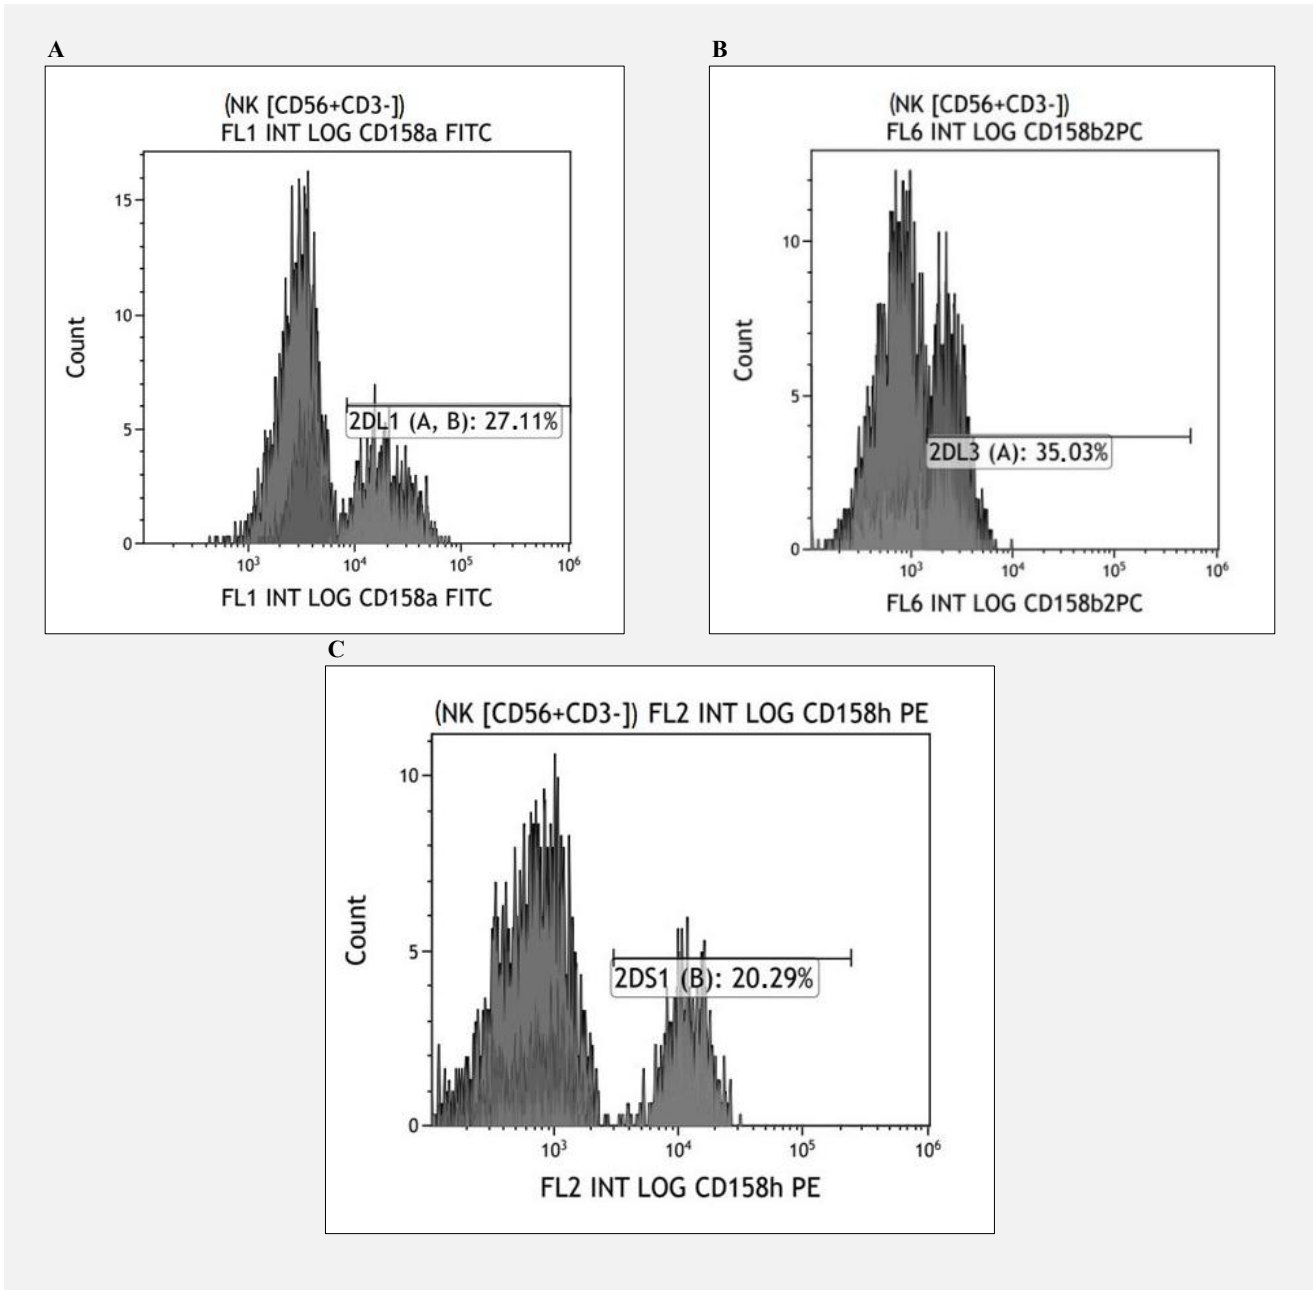 A
(NK [CD56+CD3-])
FL1 INT LOG CD158a FITC
15
10
5
0
Count
2DL1 (A, B): 27.11%
10³
10⁴
10⁵
10⁶
FL1 INT LOG CD158a FITC
B
(NK [CD56+CD3-])
FL6 INT LOG CD158b2PC
10
5
0
Count
2DL3 (A): 35.03%
10³
10⁴
10⁵
10⁶
FL6 INT LOG CD158b2PC
C
(NK [CD56+CD3-]) FL2 INT LOG CD158h PE
10
5
0
Count
2DS1 (B): 20.29%
10³
10⁴
10⁵
10⁶
FL2 INT LOG CD158h PE